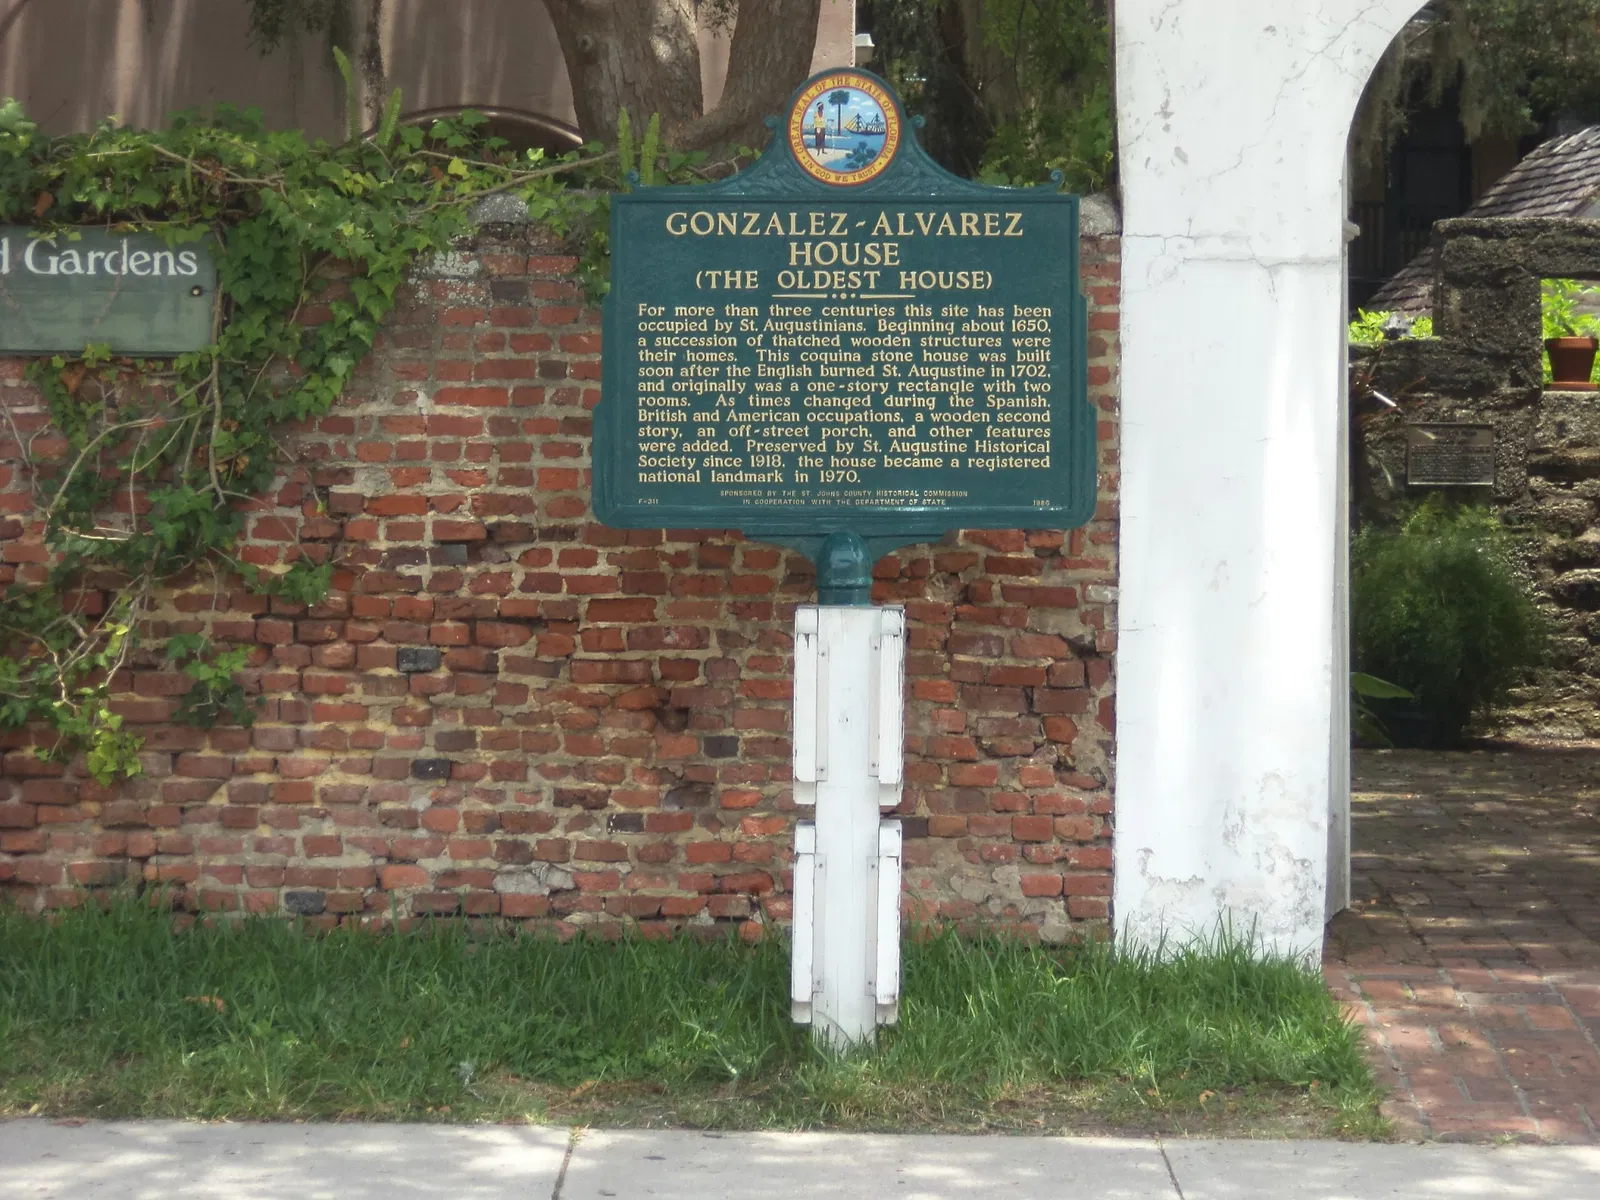 GREAT SEAL OF THE STATE OF FLORIDA
IN GOD WE TRUST
GONZALEZ-ALVAREZ
HOUSE
(THE OLDEST HOUSE)
For more than three centuries this site has been
occupied by St. Augustinians. Beginning about 1650,
a succession of thatched wooden structures were
their homes. This coquina stone house was built
soon after the English burned St. Augustine in 1702,
and originally was a one-story rectangle with two
rooms. As times changed during the Spanish,
British and American occupations, a wooden second
story, an off-street porch, and other features
were added. Preserved by St. Augustine Historical
Society since 1918, the house became a registered
national landmark in 1970.
SPONSORED BY THE ST. JOHNS COUNTY HISTORICAL COMMISSION
F-311 IN COOPERATION WITH THE DEPARTMENT OF STATE 1986
d Gardens